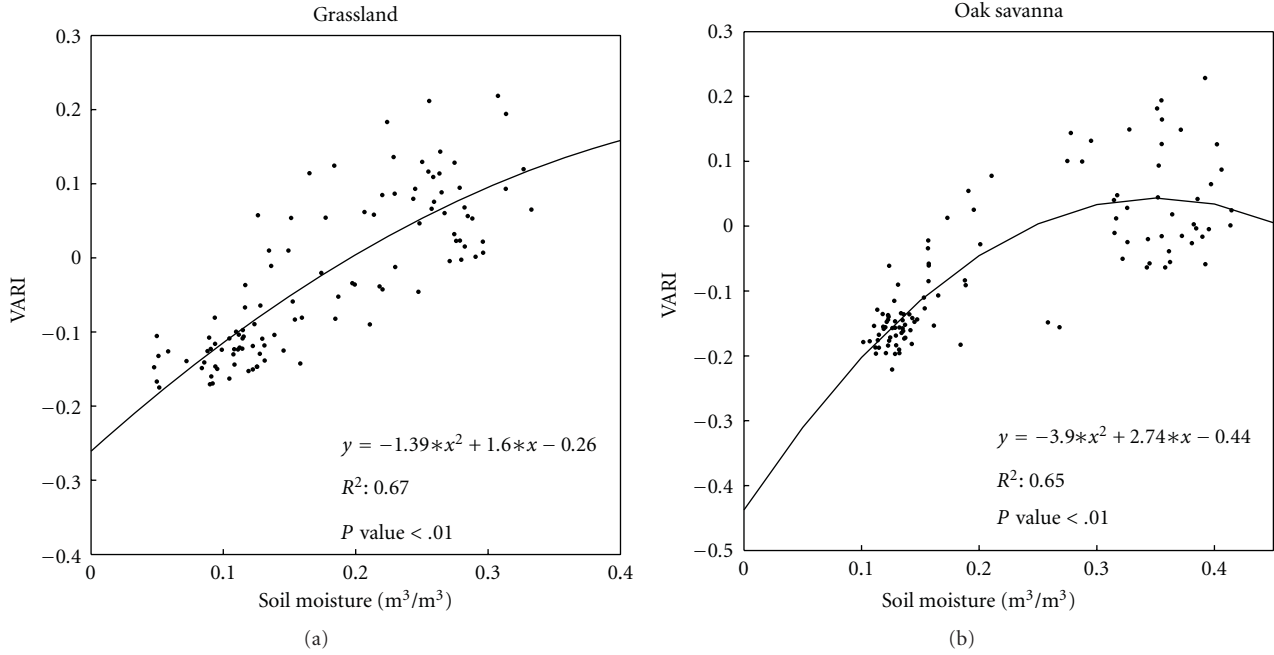 Grassland
0.3
0.2
0.1
0
−0.1
−0.2
−0.3
−0.4
VARI
y = −1.39∗x² + 1.6∗x − 0.26
R²: 0.67
P value < .01
0
0.1
0.2
0.3
0.4
Soil moisture (m³/m³)
(a)
Oak savanna
0.3
0.2
0.1
0
−0.1
−0.2
−0.3
−0.4
−0.5
VARI
y = −3.9∗x² + 2.74∗x − 0.44
R²: 0.65
P value < .01
0
0.1
0.2
0.3
0.4
Soil moisture (m³/m³)
(b)